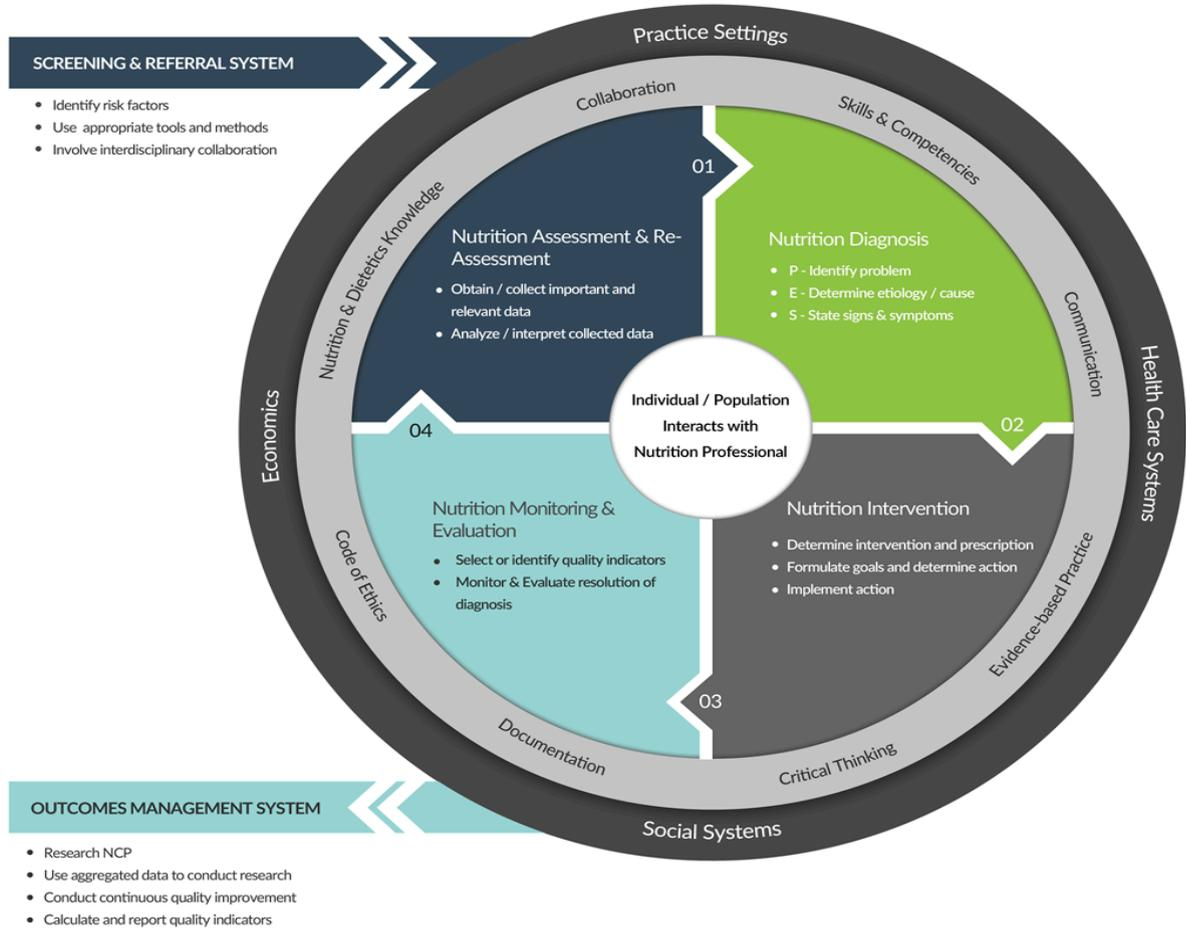 Practice Settings
SCREENING & REFERRAL SYSTEM
• Identify risk factors
• Use  appropriate tools and methods
• Involve interdisciplinary collaboration
Collaboration
Skills & Competencies
Nutrition & Dietetics Knowledge
Communication
Economics
Health Care Systems
Code of Ethics
Evidence-based Practice
Documentation
Critical Thinking
Social Systems
01
Nutrition Assessment & Re-
Assessment
• Obtain / collect important and
relevant data
• Analyze / interpret collected data
Nutrition Diagnosis
• P - Identify problem
• E - Determine etiology / cause
• S - State signs & symptoms
02
Individual / Population
Interacts with
Nutrition Professional
04
Nutrition Monitoring &
Evaluation
• Select or identify quality indicators
• Monitor & Evaluate resolution of
diagnosis
Nutrition Intervention
• Determine intervention and prescription
• Formulate goals and determine action
• Implement action
03
OUTCOMES MANAGEMENT SYSTEM
• Research NCP
• Use aggregated data to conduct research
• Conduct continuous quality improvement
• Calculate and report quality indicators